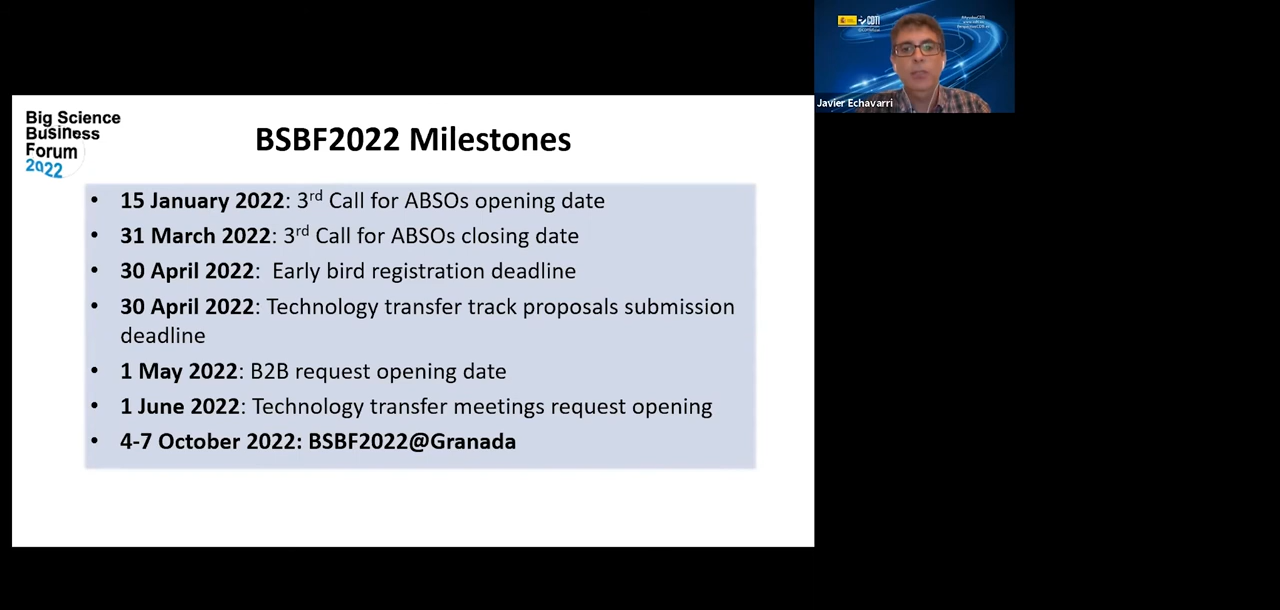 Big Science
Business
Forum
2022
BSBF2022 Milestones
• 15 January 2022: 3rd Call for ABSOs opening date
• 31 March 2022: 3rd Call for ABSOs closing date
• 30 April 2022:  Early bird registration deadline
• 30 April 2022: Technology transfer track proposals submission
deadline
• 1 May 2022: B2B request opening date
• 1 June 2022: Technology transfer meetings request opening
• 4-7 October 2022: BSBF2022@Granada
CDTI
Javier Echavarri